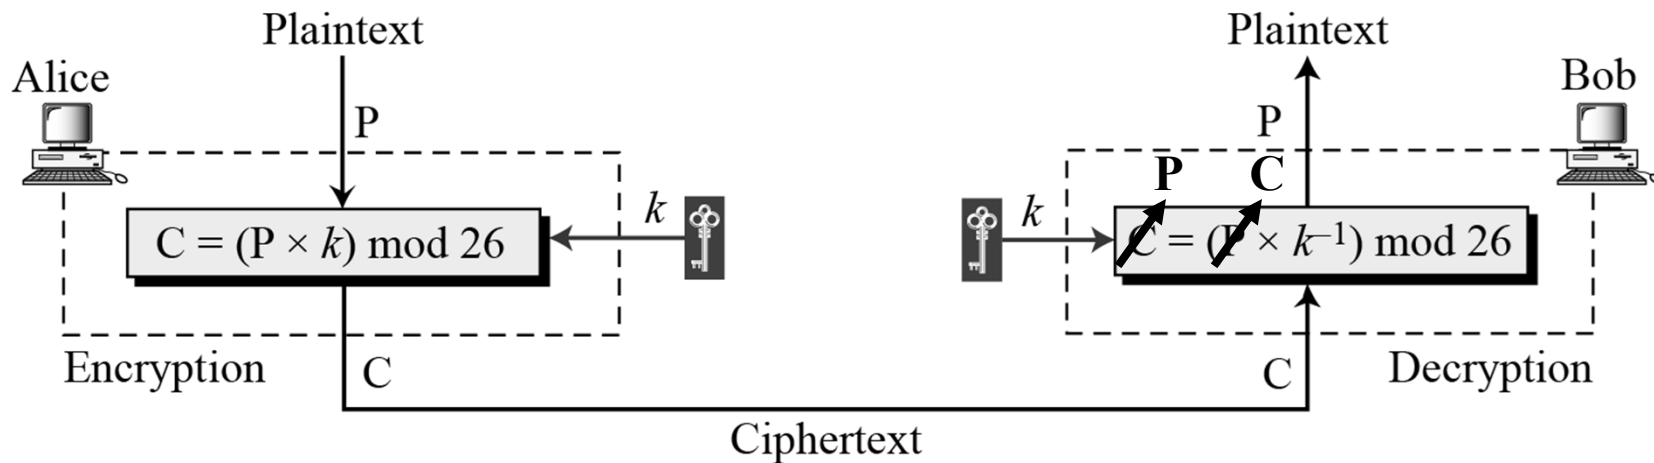 Plaintext
Plaintext
Alice
Bob
P
P
P C
k
k
C = (P × k) mod 26
C = (P × k⁻¹) mod 26
Encryption
C
C
Decryption
Ciphertext